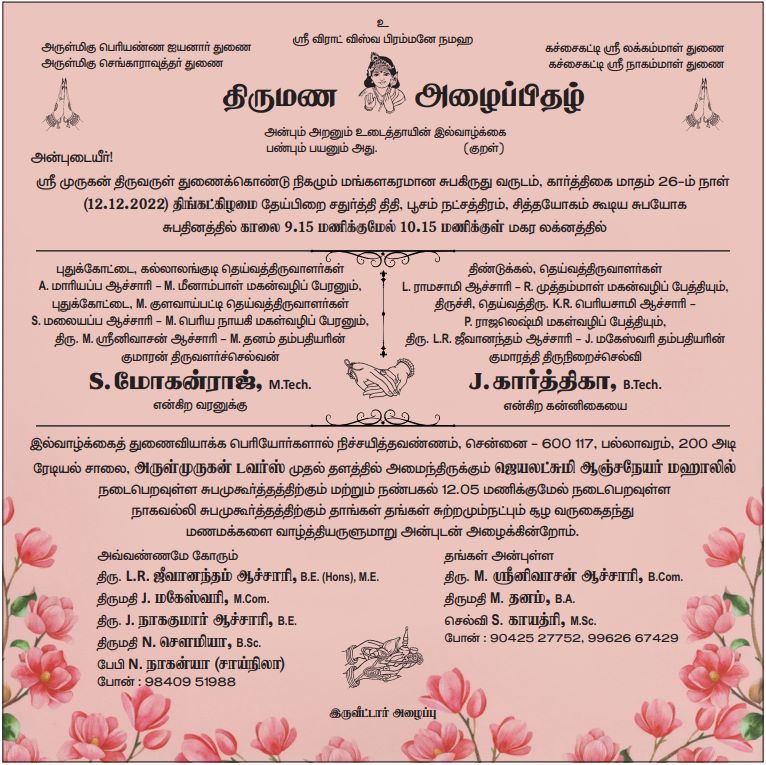 உ
ஸ்ரீ விராட் விஸ்வ பிரம்மனே நமஹ
அருள்மிகு பெரியண்ண ஐயனார் துணை
அருள்மிகு செங்காராவுத்தர் துணை
கச்சைகட்டி ஸ்ரீ லக்கம்மாள் துணை
கச்சைகட்டி ஸ்ரீ நாகம்மாள் துணை
திருமண அழைப்பிதழ்
அன்பும் அறனும் உடைத்தாயின் இல்வாழ்க்கை
பண்பும் பயனும் அது. (குறள்)
அன்புடையீர்!
ஸ்ரீ முருகன் திருவருள் துணைக்கொண்டு நிகழும் மங்களகரமான சுபகிருது வருடம், கார்த்திகை மாதம் 26-ம் நாள்
(12.12.2022) திங்கட்கிழமை தேய்பிறை சதுர்த்தி திதி, பூசம் நட்சத்திரம், சித்தயோகம் கூடிய சுபயோக
சுபதினத்தில் காலை 9.15 மணிக்குமேல் 10.15 மணிக்குள் மகர லக்னத்தில்
புதுக்கோட்டை, கல்லாலங்குடி தெய்வத்திருவாளர்கள்
A. மாரியப்ப ஆச்சாரி – M. மீனாம்பாள் மகன்வழிப் பேரனும்,
புதுக்கோட்டை, M. குளவாய்பட்டி தெய்வத்திருவாளர்கள்
S. மலையப்ப ஆச்சாரி – M. பெரிய நாயகி மகள்வழிப் பேரனும்,
திரு. M. ஸ்ரீனிவாசன் ஆச்சாரி – M. தனம் தம்பதியரின்
குமாரன் திருவளர்ச்செல்வன்
S. மோகன்ராஜ், M.Tech.
என்கிற வரனுக்கு
திண்டுக்கல், தெய்வத்திருவாளர்கள்
L. ராமசாமி ஆச்சாரி – R. முத்தம்மாள் மகன்வழிப் பேத்தியும்,
திருச்சி, தெய்வத்திரு. K.R. பெரியசாமி ஆச்சாரி –
P. ராஜலெஷ்மி மகள்வழிப் பேத்தியும்,
திரு. L.R. ஜீவானந்தம் ஆச்சாரி – J. மகேஸ்வரி தம்பதியரின்
குமாரத்தி திருநிறைச்செல்வி
J. கார்த்திகா, B.Tech.
என்கிற கன்னிகையை
இல்வாழ்க்கைத் துணைவியாக்க பெரியோர்களால் நிச்சயித்தவண்ணம், சென்னை – 600 117, பல்லாவரம், 200 அடி
ரேடியல் சாலை, அருள்முருகன் டவர்ஸ் முதல் தளத்தில் அமைந்திருக்கும் ஜெயலட்சுமி ஆஞ்சநேயர் மஹாலில்
நடைபெறவுள்ள சுபமுகூர்த்தத்திற்கும் மற்றும் நண்பகல் 12.05 மணிக்குமேல் நடைபெறவுள்ள
நாகவல்லி சுபமுகூர்த்தத்திற்கும் தாங்கள் தங்கள் சுற்றமும்நட்பும் சூழ வருகைதந்து
மணமக்களை வாழ்த்தியருளுமாறு அன்புடன் அழைக்கின்றோம்.
அவ்வண்ணமே கோரும்
திரு. L.R. ஜீவானந்தம் ஆச்சாரி, B.E. (Hons), M.E.
திருமதி J. மகேஸ்வரி, M.Com.
திரு. J. நாககுமார் ஆச்சாரி, B.E.
திருமதி N. சௌமியா, B.Sc.
பேபி N. நாகன்யா (சாய்நிலா)
போன் : 98409 51988
தங்கள் அன்புள்ள
திரு. M. ஸ்ரீனிவாசன் ஆச்சாரி, B.Com.
திருமதி M. தனம், B.A.
செல்வி S. காயத்ரி, M.Sc.
போன் : 90425 27752, 99626 67429
இருவீட்டார் அழைப்பு